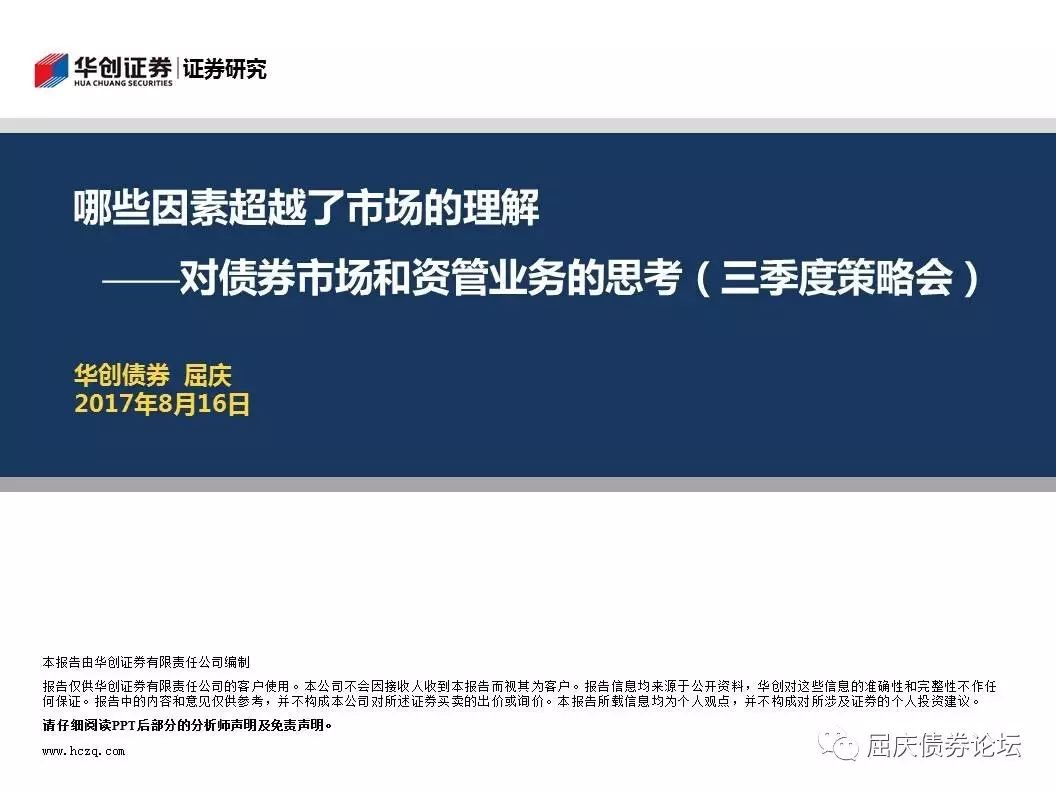 华创证券 证券研究
HUA CHUANG SECURITIES
哪些因素超越了市场的理解
——对债券市场和资管业务的思考（三季度策略会）
华创债券 屈庆
2017年8月16日
本报告由华创证券有限责任公司编制
报告仅供华创证券有限责任公司的客户使用。本公司不会因接收人收到本报告而视其为客户。报告信息均来源于公开资料，华创对这些信息的准确性和完整性不作任
何保证。报告中的内容和意见仅供参考，并不构成本公司对所述证券买卖的出价或询价。本报告所载信息均为个人观点，并不构成对所涉及证券的个人投资建议。
请仔细阅读PPT后部分的分析师声明及免责声明。
www.hczq.com
屈庆债券论坛